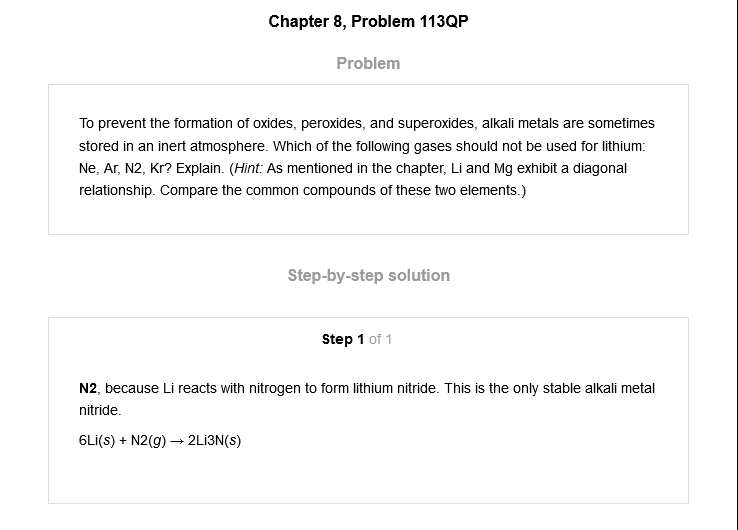 Chapter 8, Problem 113QP
Problem
To prevent the formation of oxides, peroxides, and superoxides, alkali metals are sometimes
stored in an inert atmosphere. Which of the following gases should not be used for lithium:
Ne, Ar, N2, Kr? Explain. (Hint: As mentioned in the chapter, Li and Mg exhibit a diagonal
relationship. Compare the common compounds of these two elements.)
Step-by-step solution
Step 1 of 1
N2, because Li reacts with nitrogen to form lithium nitride. This is the only stable alkali metal
nitride.
6Li(s) + N2(g) → 2Li3N(s)